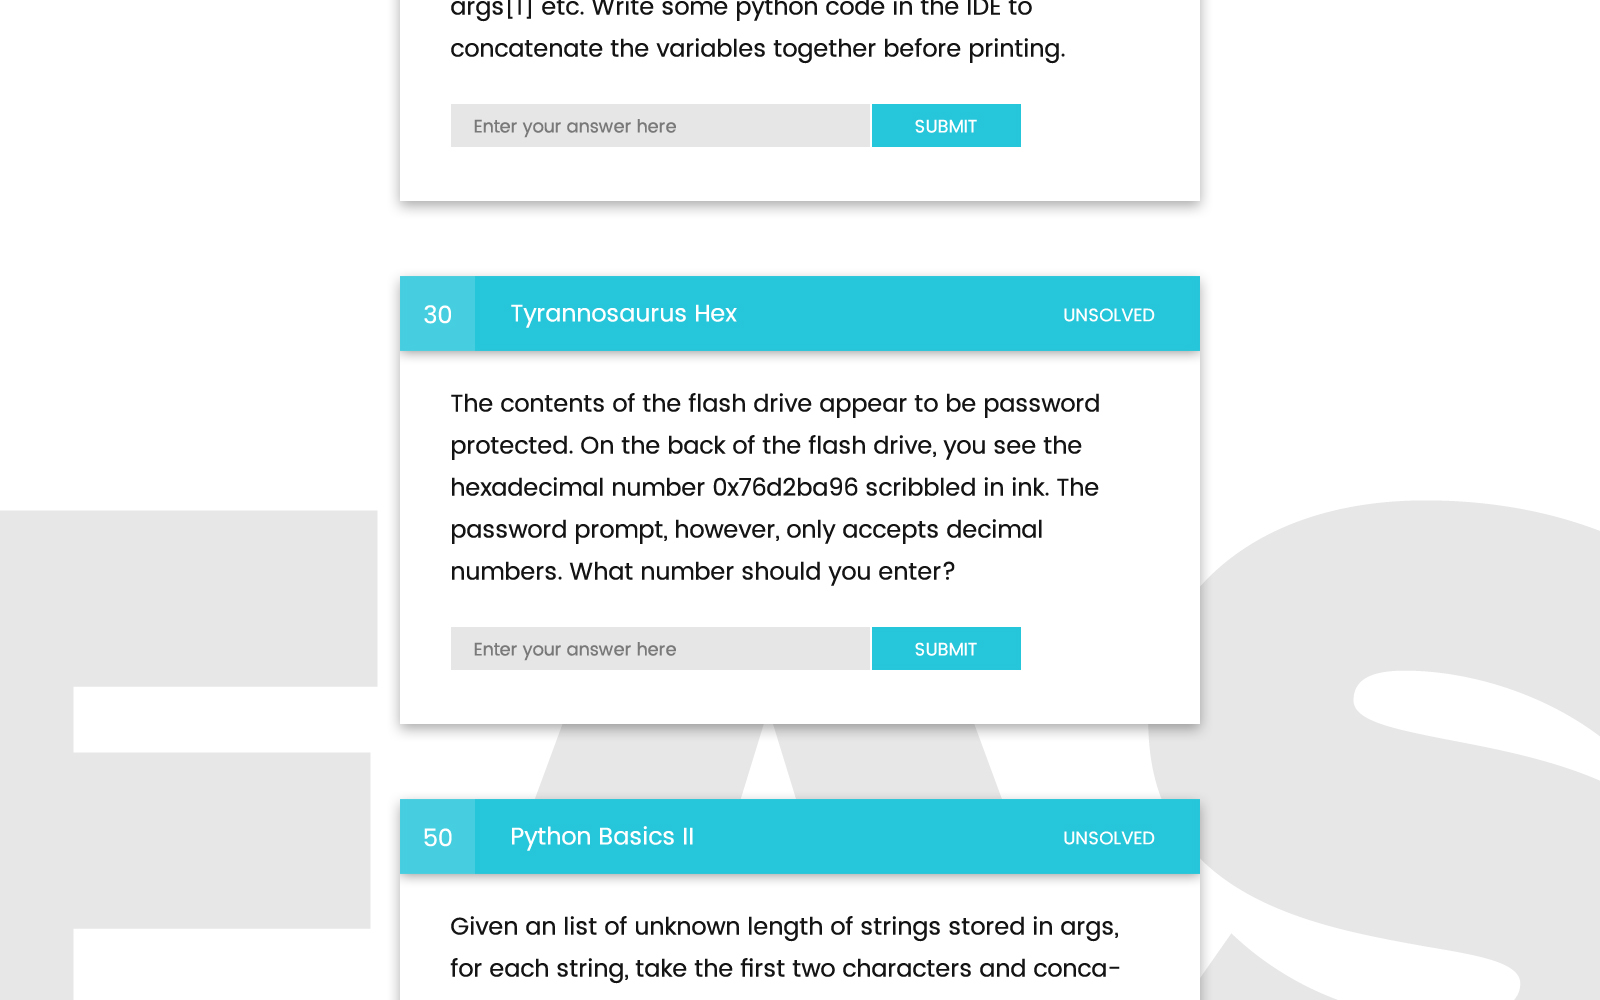 args[1] etc. Write some python code in the IDE to
concatenate the variables together before printing.
Enter your answer here
SUBMIT
30
Tyrannosaurus Hex
UNSOLVED
The contents of the flash drive appear to be password
protected. On the back of the flash drive, you see the
hexadecimal number 0x76d2ba96 scribbled in ink. The
password prompt, however, only accepts decimal
numbers. What number should you enter?
Enter your answer here
SUBMIT
50
Python Basics II
UNSOLVED
Given an list of unknown length of strings stored in args,
for each string, take the first two characters and conca-